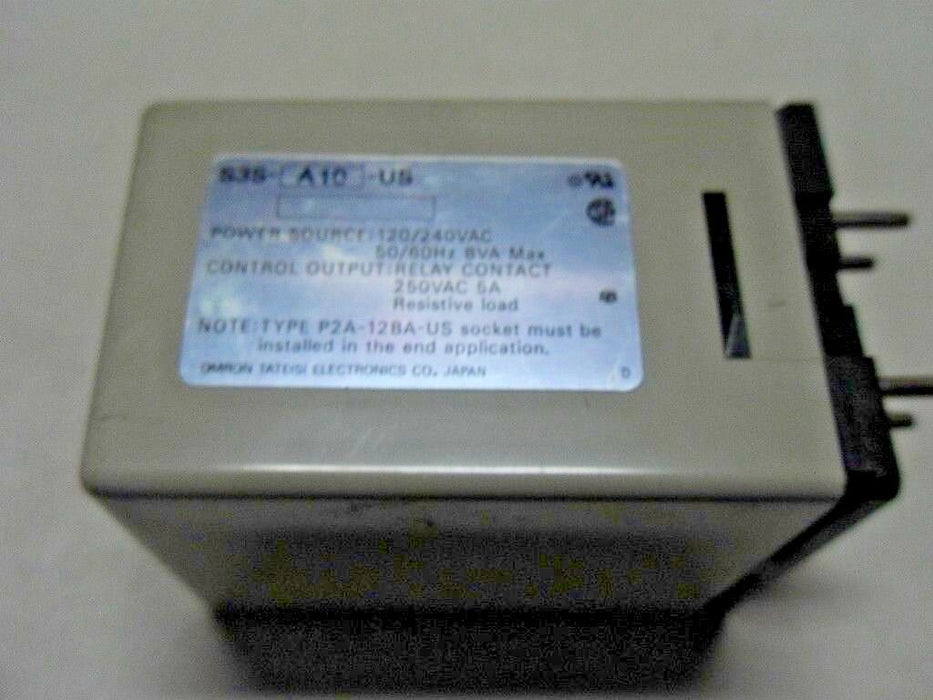 S3S- A10 -US
POWER SOURCE: 120/240VAC
50/60Hz 8VA Max
CONTROL OUTPUT: RELAY CONTACT
250VAC 5A
Resistive load
NOTE: TYPE P2A-12BA-US socket must be
installed in the end application.
OMRON TATEISI ELECTRONICS CO. JAPAN